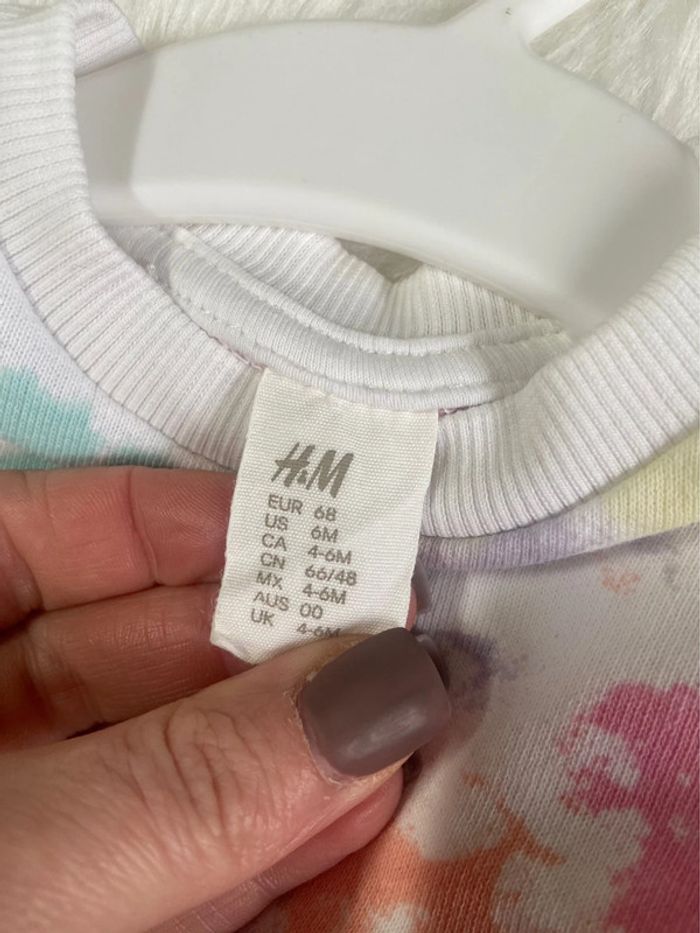 H&M
EUR 68
US 6M
CA 4-6M
CN 66/48
MX 4-6M
AUS 00
UK 4-6M